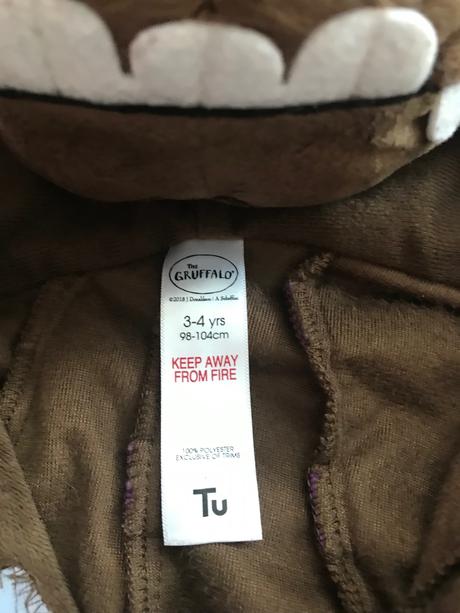 The
GRUFFALO®
©2018 J Donaldson / A Scheffler
3-4 yrs
98-104cm
KEEP AWAY
FROM FIRE
100% POLYESTER
EXCLUSIVE OF TRIMS
Tu